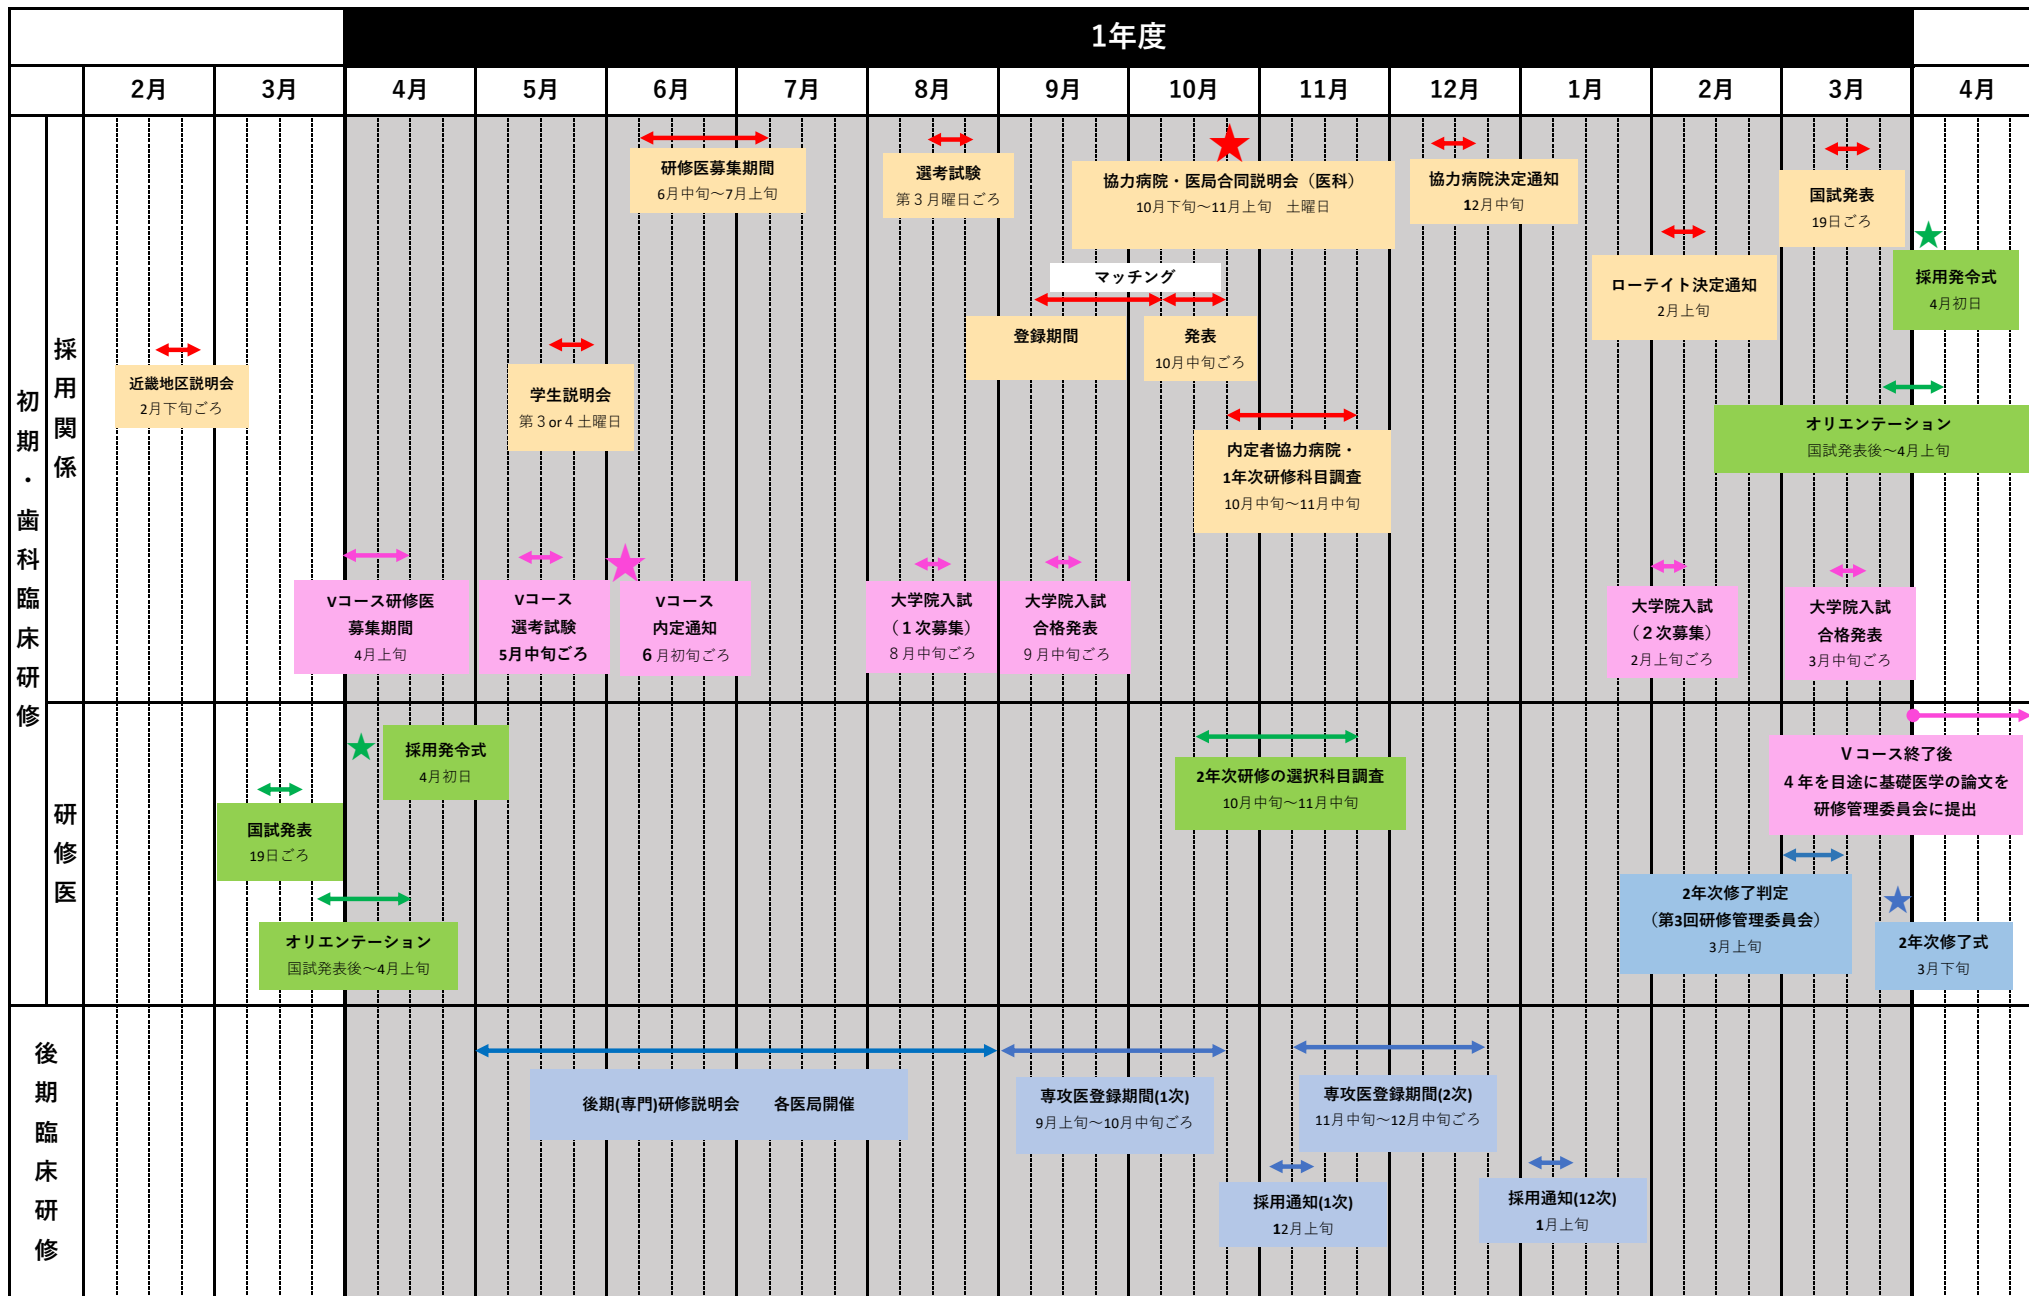 1年度
2月
3月
4月
5月
6月
7月
8月
9月
10月
11月
12月
1月
2月
3月
4月
初期・歯科臨床研修
採用関係
研修医募集期間
6月中旬～7月上旬
選考試験
第３月曜日ごろ
協力病院・医局合同説明会（医科）
10月下旬～11月上旬　土曜日
協力病院決定通知
12月中旬
国試発表
19日ごろ
マッチング
登録期間
発表
10月中旬ごろ
ローテイト決定通知
2月上旬
採用発令式
4月初日
近畿地区説明会
2月下旬ごろ
学生説明会
第３or４土曜日
内定者協力病院・
1年次研修科目調査
10月中旬～11月中旬
オリエンテーション
国試発表後～4月上旬
Vコース研修医
募集期間
4月上旬
Vコース
選考試験
5月中旬ごろ
Vコース
内定通知
６月初旬ごろ
大学院入試
（１次募集）
８月中旬ごろ
大学院入試
合格発表
９月中旬ごろ
大学院入試
（２次募集）
2月上旬ごろ
大学院入試
合格発表
3月中旬ごろ
研修医
採用発令式
4月初日
国試発表
19日ごろ
オリエンテーション
国試発表後～4月上旬
2年次研修の選択科目調査
10月中旬～11月中旬
Ｖコース終了後
４年を目途に基礎医学の論文を
研修管理委員会に提出
2年次修了判定
（第3回研修管理委員会）
3月上旬
2年次修了式
3月下旬
後期臨床研修
後期(専門)研修説明会　　各医局開催
専攻医登録期間(1次)
9月上旬～10月中旬ごろ
専攻医登録期間(2次)
11月中旬～12月中旬ごろ
採用通知(1次)
12月上旬
採用通知(12次)
1月上旬